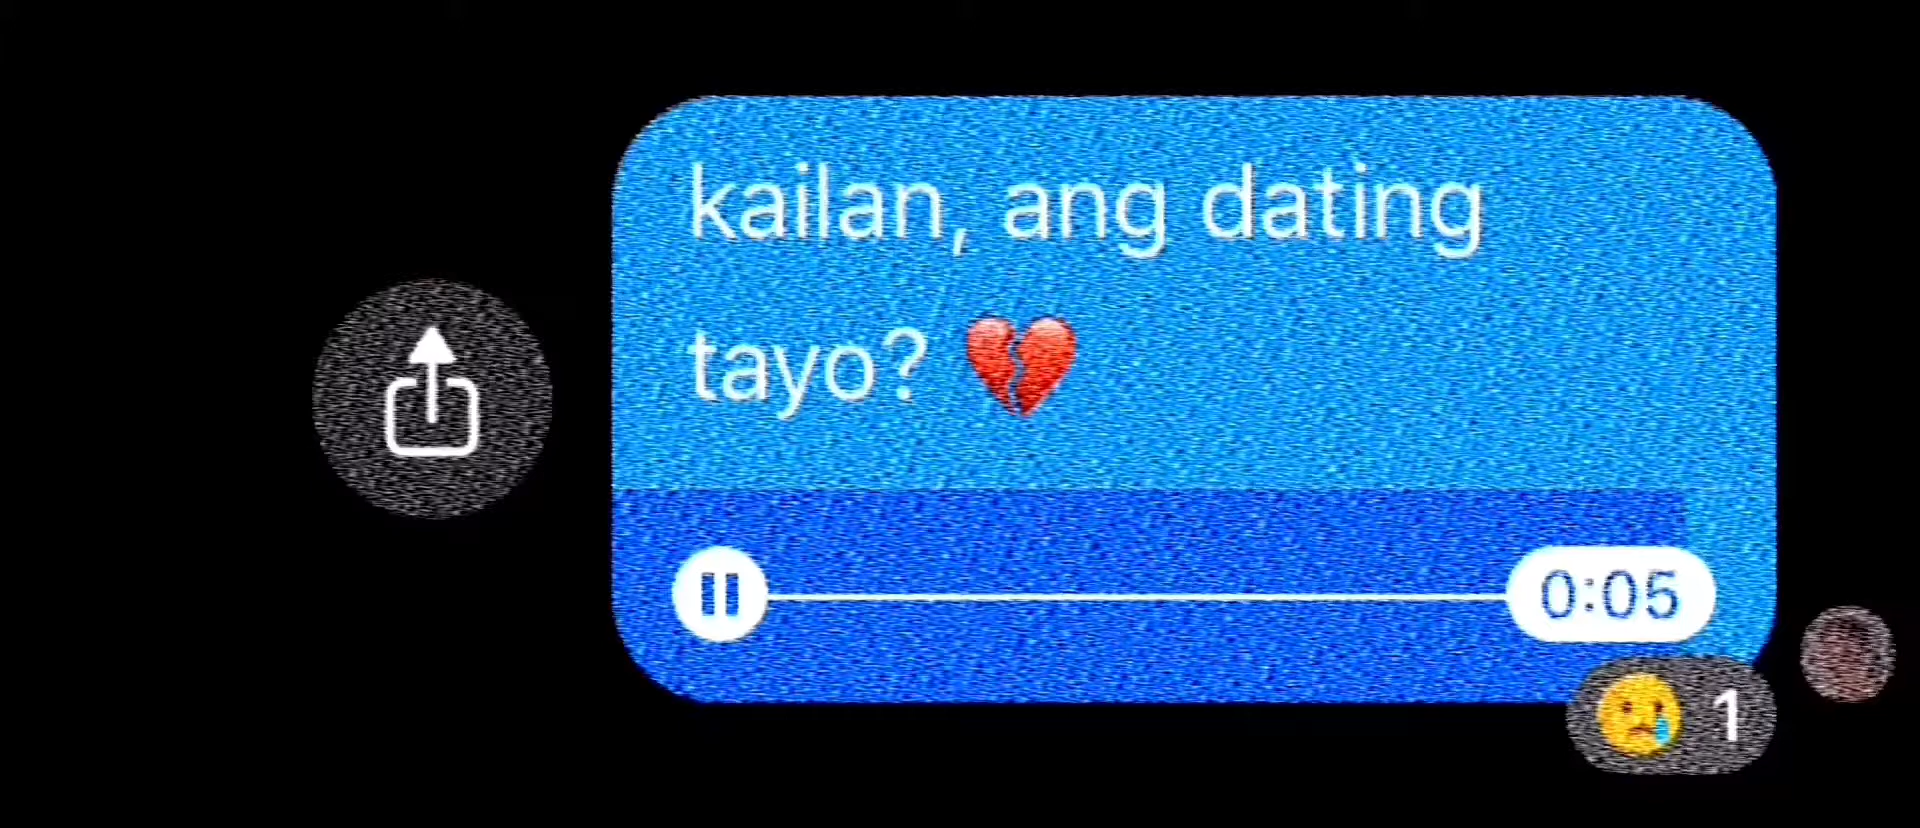 kailan, ang dating
tayo? 💔
0:05
😢 1